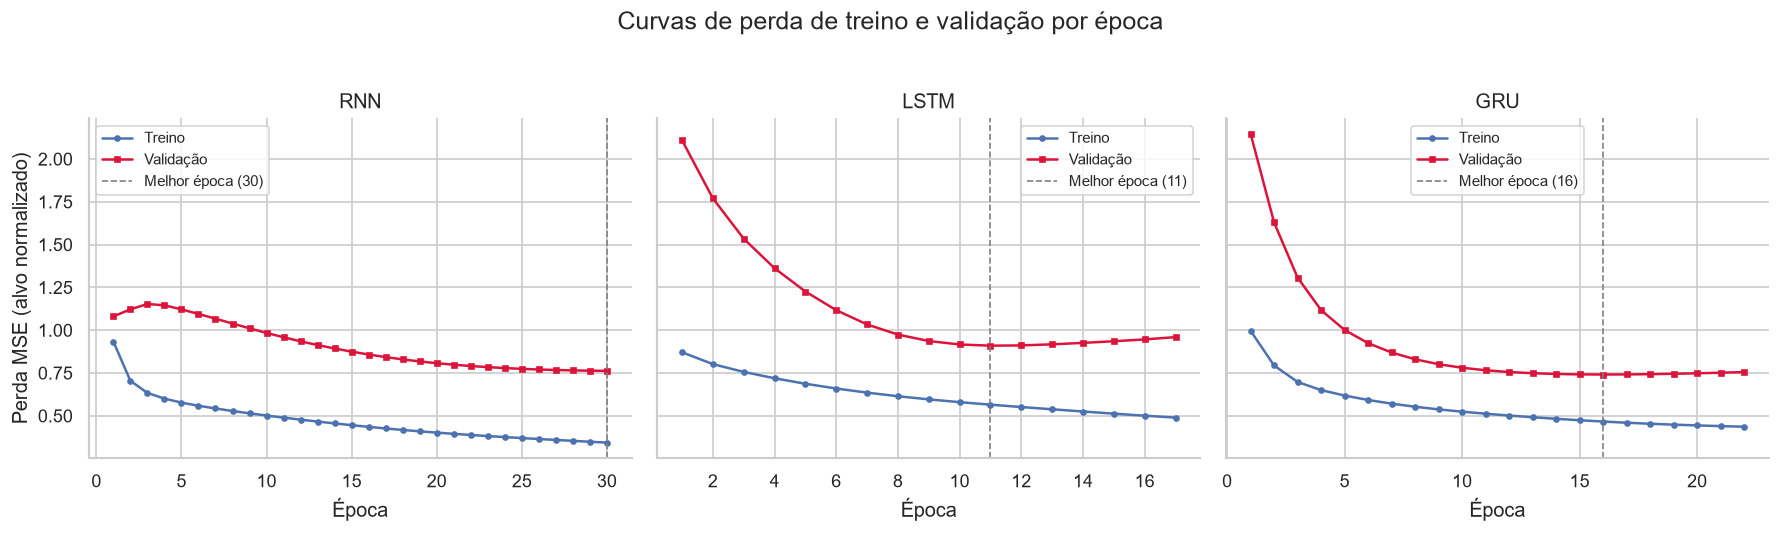 Curvas de perda de treino e validação por época
RNN
LSTM
GRU
Perda MSE (alvo normalizado)
2.00
1.75
1.50
1.25
1.00
0.75
0.50
Treino
Validação
Melhor época (30)
0 5 10 15 20 25 30
Época
Treino
Validação
Melhor época (11)
2 4 6 8 10 12 14 16
Época
Treino
Validação
Melhor época (16)
0 5 10 15 20
Época